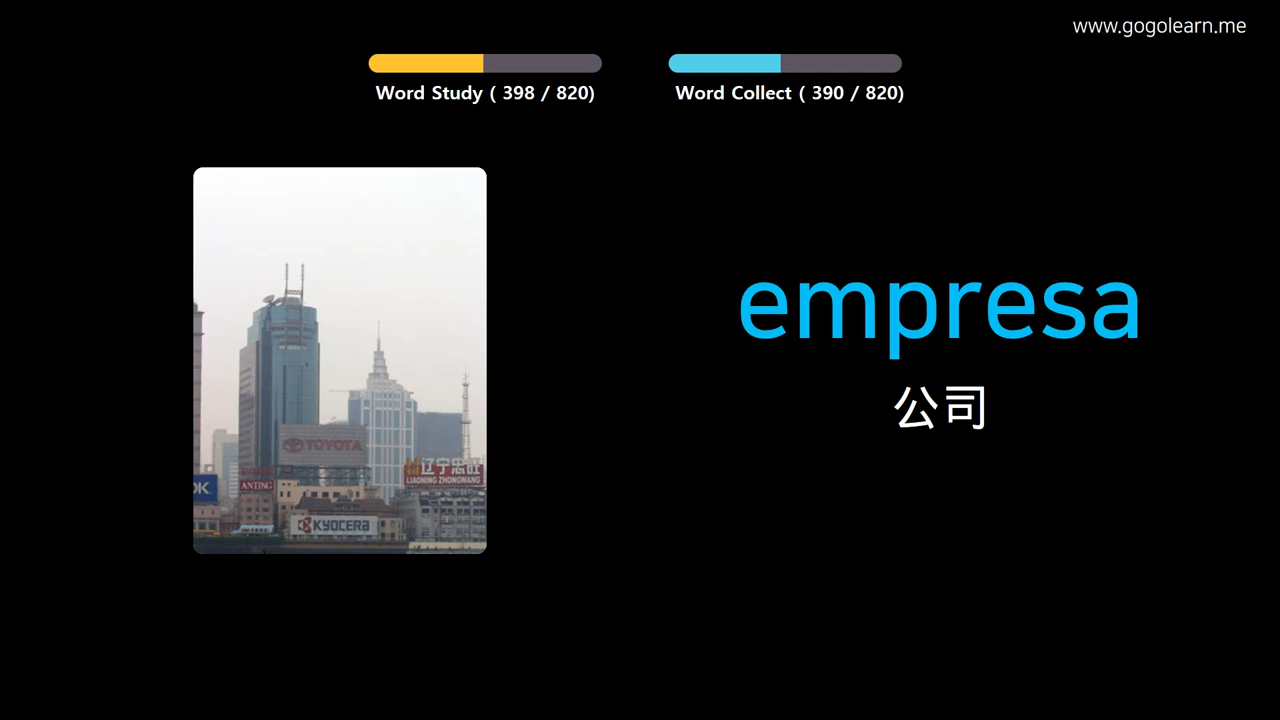 www.gogolearn.me
Word Study ( 398 / 820)
Word Collect ( 390 / 820)
empresa
公司
TOYOTA
辽宁忠旺
LIAONING ZHONGWANG
OK
ANTING
KYOCERA